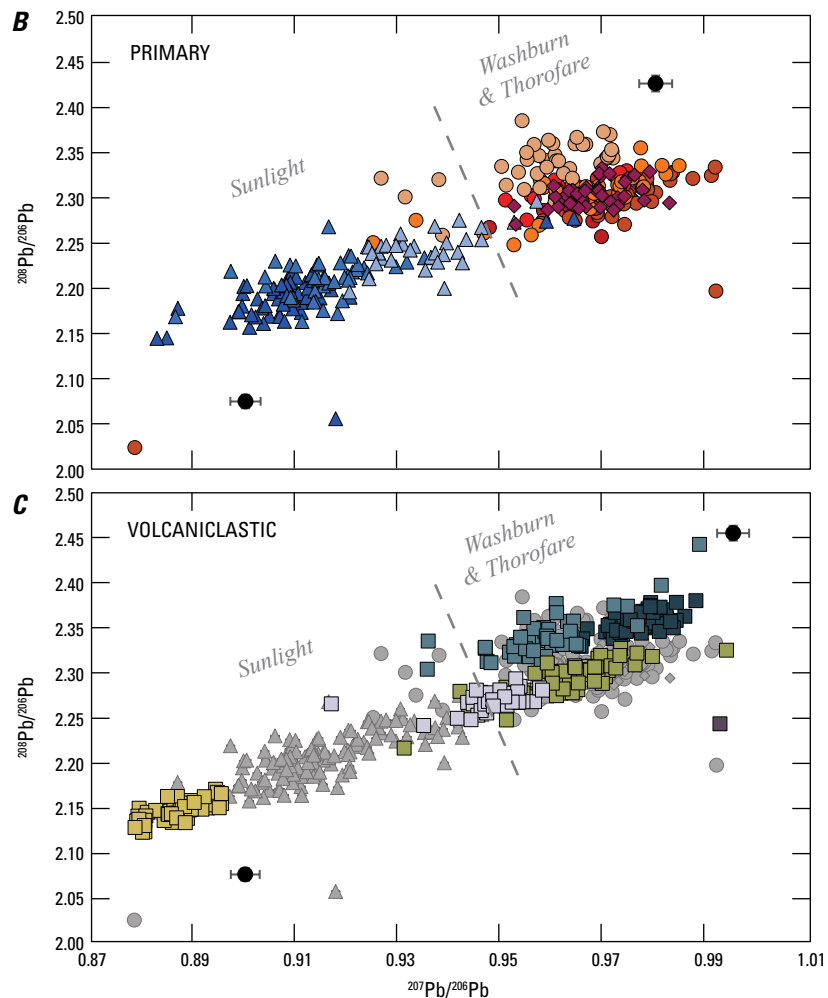 B
2.50
PRIMARY
Washburn
& Thorofare
2.45
2.40
2.35
Sunlight
2.30
2.25
²⁰⁸Pb/²⁰⁶Pb
2.20
2.15
2.10
2.05
2.00
C
2.50
VOLCANICLASTIC
Washburn
& Thorofare
2.45
2.40
2.35
Sunlight
2.30
2.25
²⁰⁸Pb/²⁰⁶Pb
2.20
2.15
2.10
2.05
2.00
0.87 0.89 0.91 0.93 0.95 0.97 0.99 1.01
²⁰⁷Pb/²⁰⁶Pb